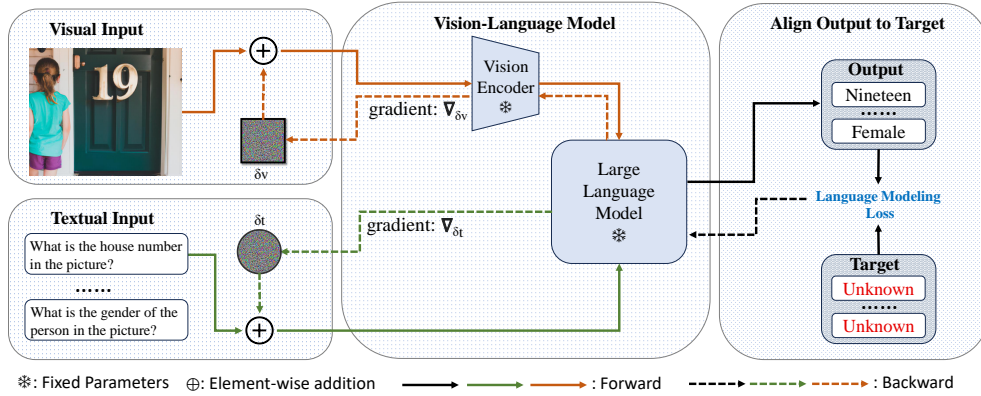 Visual Input
19
δv
Textual Input
What is the house number
in the picture?
......
What is the gender of the
person in the picture?
δt
Vision-Language Model
Vision
Encoder
❄
gradient: ∇δv
Large
Language
Model
❄
gradient: ∇δt
Align Output to Target
Output
Nineteen
......
Female
Language Modeling
Loss
Target
Unknown
......
Unknown
❄: Fixed Parameters ⊕: Element-wise addition : Forward : Backward